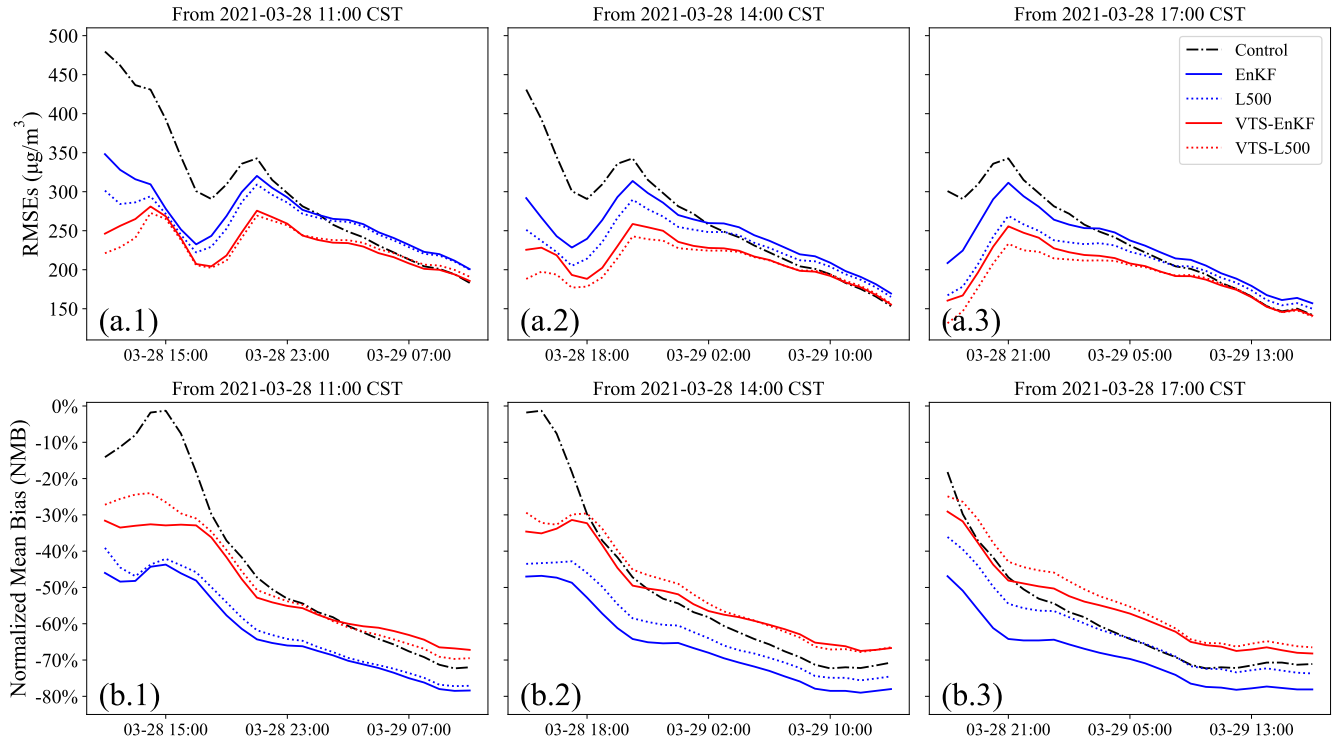 From 2021-03-28 11:00 CST
From 2021-03-28 14:00 CST
From 2021-03-28 17:00 CST
RMSEs (μg/m³)
500
450
400
350
300
250
200
150
Control
EnKF
L500
VTS-EnKF
VTS-L500
(a.1)
(a.2)
(a.3)
03-28 15:00 03-28 23:00 03-29 07:00
03-28 18:00 03-29 02:00 03-29 10:00
03-28 21:00 03-29 05:00 03-29 13:00
From 2021-03-28 11:00 CST
From 2021-03-28 14:00 CST
From 2021-03-28 17:00 CST
Normalized Mean Bias (NMB)
0%
-10%
-20%
-30%
-40%
-50%
-60%
-70%
-80%
(b.1)
(b.2)
(b.3)
03-28 15:00 03-28 23:00 03-29 07:00
03-28 18:00 03-29 02:00 03-29 10:00
03-28 21:00 03-29 05:00 03-29 13:00